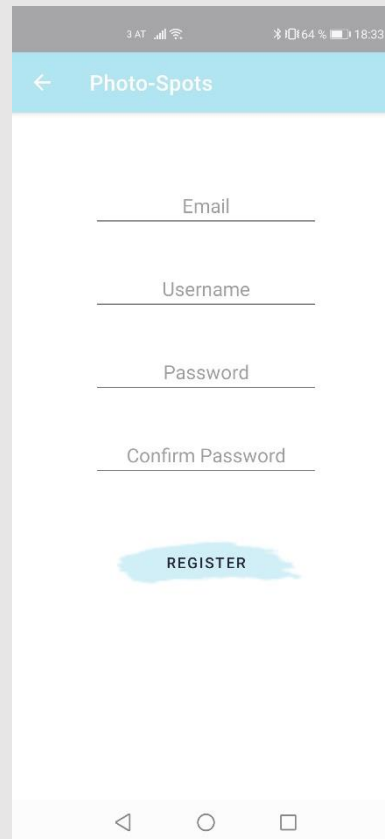 3 AT 64 % 18:33
Photo-Spots
Email
Username
Password
Confirm Password
REGISTER